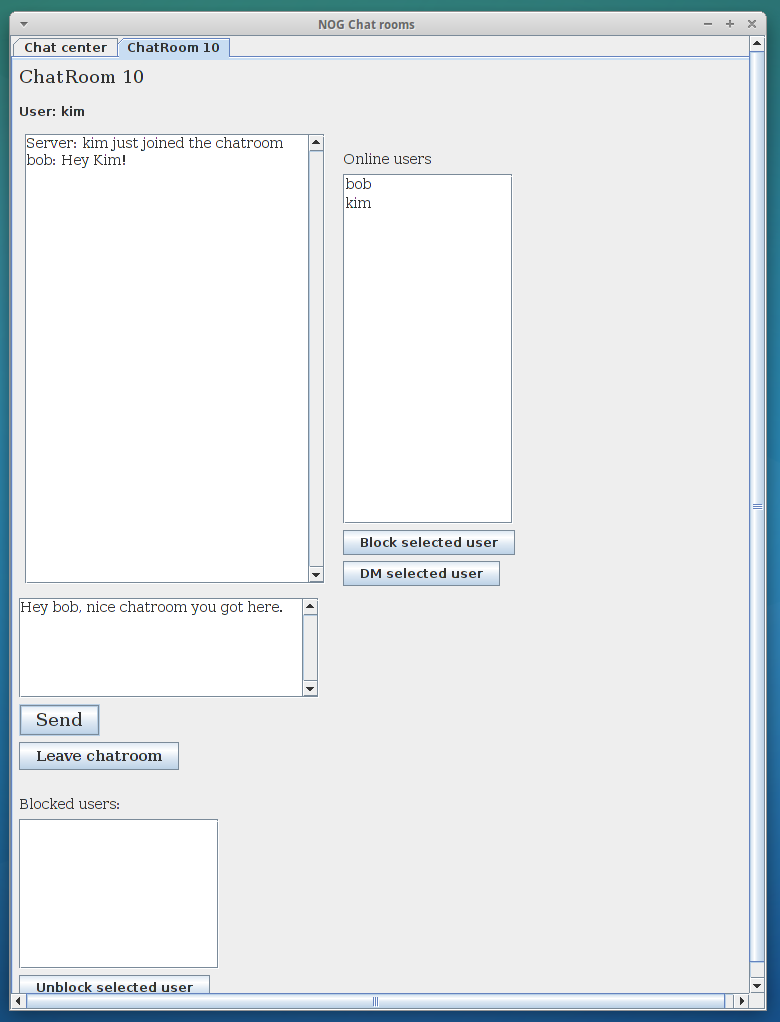 NOG Chat rooms
Chat center
ChatRoom 10
ChatRoom 10
User: kim
Server: kim just joined the chatroom
bob: Hey Kim!
Online users
bob
kim
Block selected user
DM selected user
Hey bob, nice chatroom you got here.
Send
Leave chatroom
Blocked users:
Unblock selected user